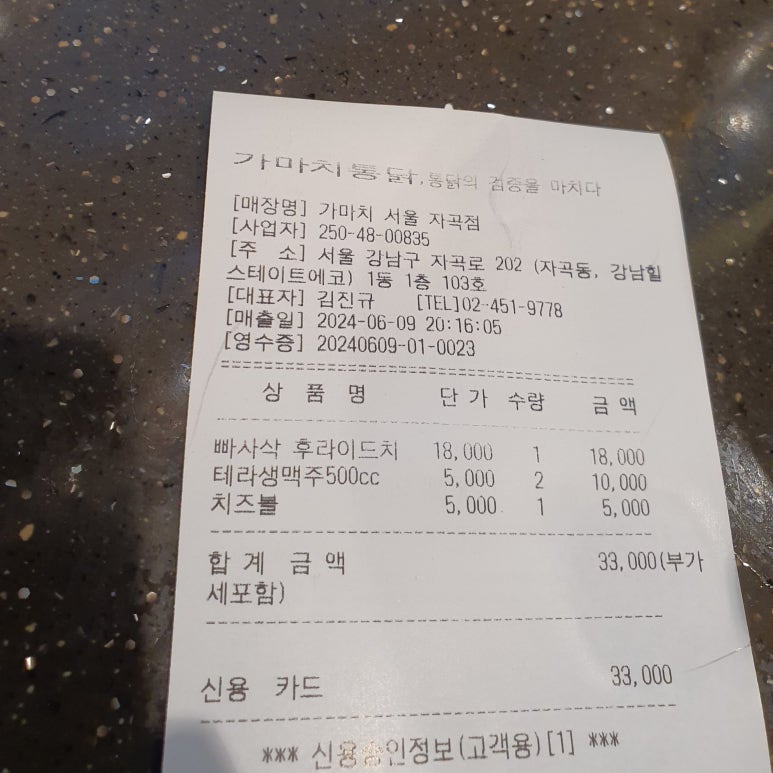 가마치통닭, 통닭의 검증을 마치다
[매장명] 가마치 서울 자곡점
[사업자] 250-48-00835
[주 소] 서울 강남구 자곡로 202 (자곡동, 강남힐
스테이트에코) 1동 1층 103호
[대표자] 김진규 [TEL]02-451-9778
[매출일] 2024-06-09 20:16:05
[영수증] 20240609-01-0023
상 품 명 단 가 수량 금 액
빠사삭 후라이드치 18,000 1 18,000
테라생맥주500cc 5,000 2 10,000
치즈볼 5,000 1 5,000
합 계 금 액 33,000(부가
세포함)
신용 카드 33,000
*** 신용승인정보(고객용)[1] ***